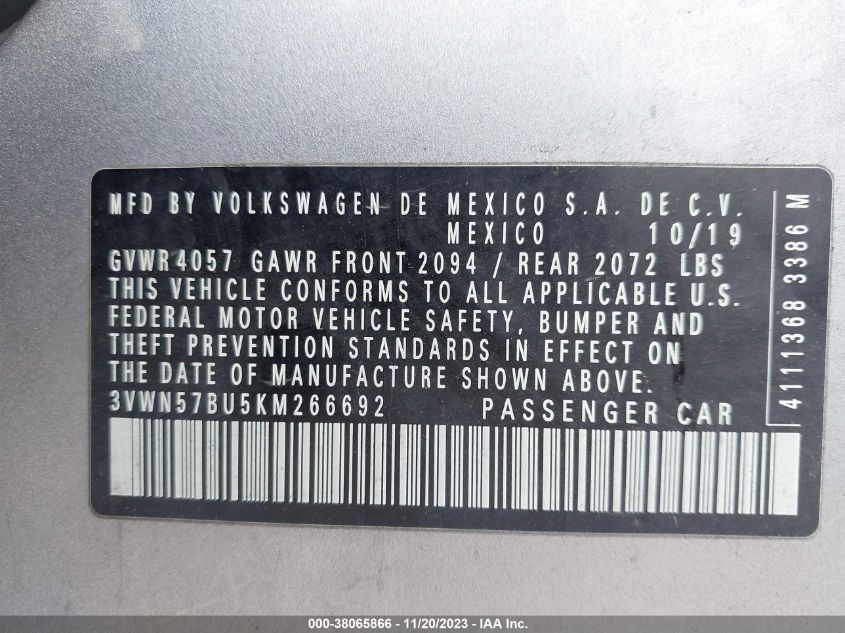 MFD BY VOLKSWAGEN DE MEXICO S.A. DE C.V.
MEXICO 10/19
GVWR4057 GAWR FRONT 2094 / REAR 2072 LBS
THIS VEHICLE CONFORMS TO ALL APPLICABLE U.S.
FEDERAL MOTOR VEHICLE SAFETY, BUMPER AND
THEFT PREVENTION STANDARDS IN EFFECT ON
THE DATE OF MANUFACTURE SHOWN ABOVE.
3VWN57BU5KM266692 PASSENGER CAR
4111368 3386 M
000-38065866 - 11/20/2023 - IAA Inc.